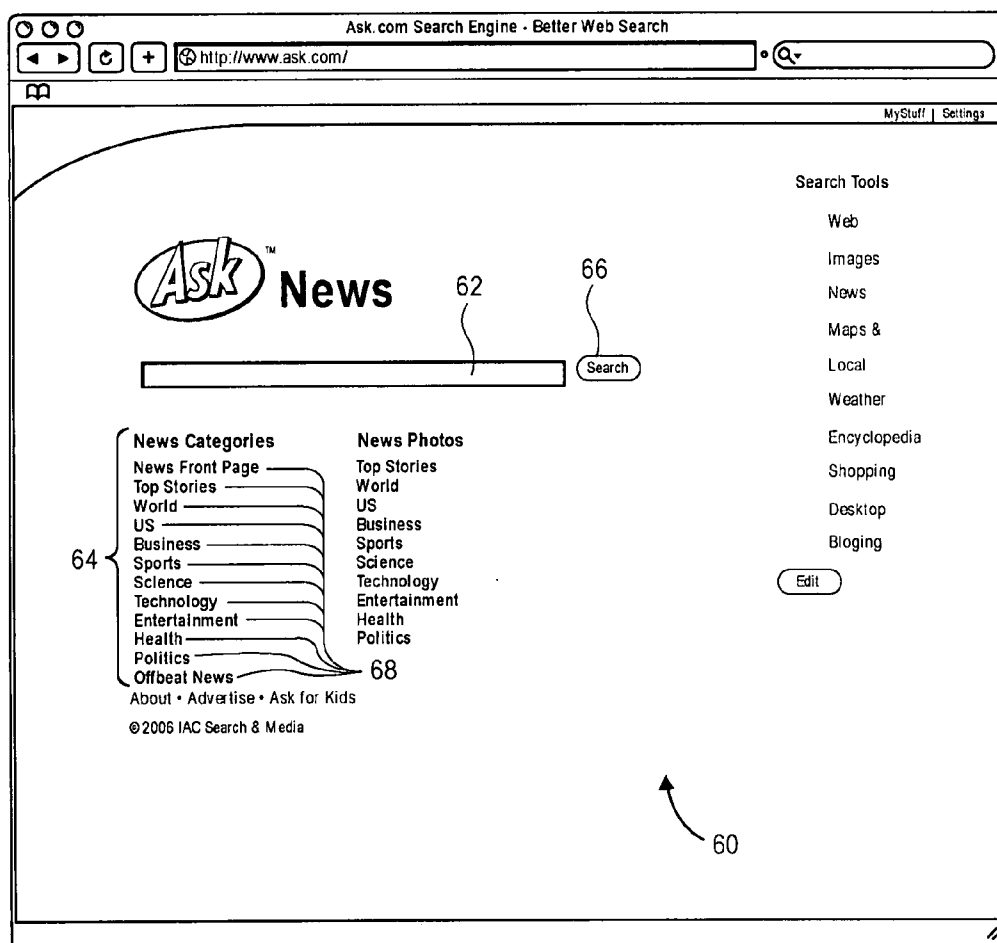 Ask.com Search Engine - Better Web Search
http://www.ask.com/
MyStuff | Settings
Ask™ News
62
66
Search
Search Tools
Web
Images
News
Maps &
Local
Weather
Encyclopedia
Shopping
Desktop
Bloging
Edit
64
News Categories
News Front Page
Top Stories
World
US
Business
Sports
Science
Technology
Entertainment
Health
Politics
Offbeat News
68
News Photos
Top Stories
World
US
Business
Sports
Science
Technology
Entertainment
Health
Politics
About • Advertise • Ask for Kids
© 2006 IAC Search & Media
60